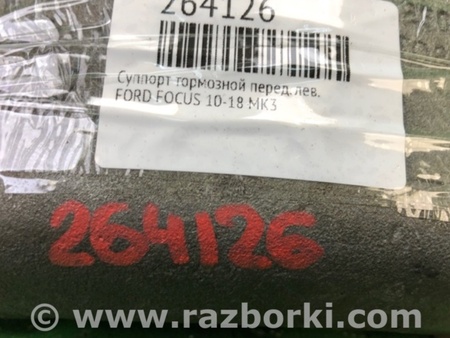 264126
Суппорт тормозной перед.лев.
FORD FOCUS 10-18 MK3
264126
© www.razborki.com